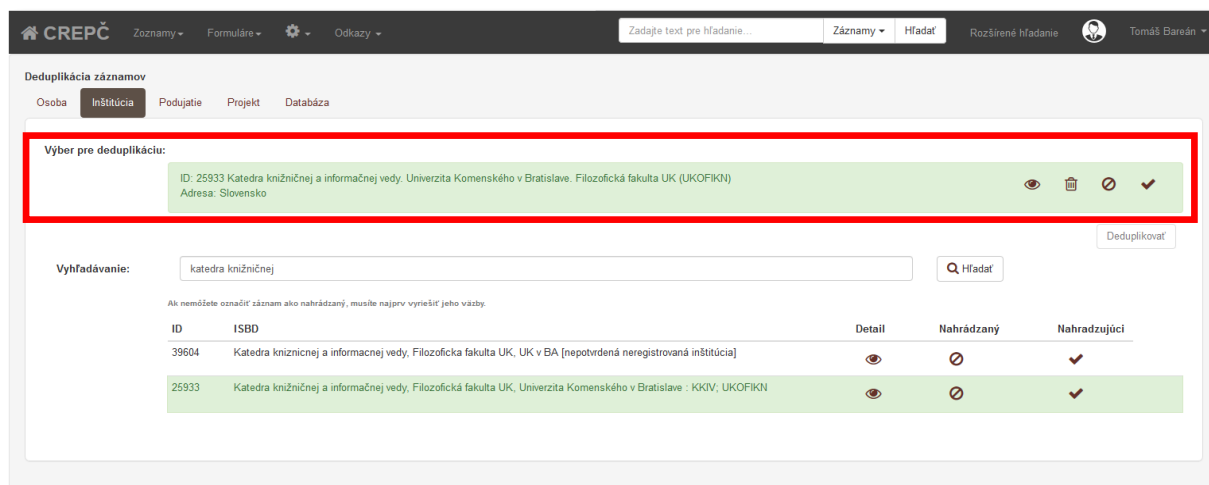 CREPČ Zoznamy Formuláre Odkazy Zadajte text pre hľadanie... Záznamy Hľadať Rozšírené hľadanie Tomáš Bareán
Deduplikácia záznamov
Osoba Inštitúcia Podujatie Projekt Databáza
Výber pre deduplikáciu:
ID: 25933 Katedra knižničnej a informačnej vedy. Univerzita Komenského v Bratislave. Filozofická fakulta UK (UKOFIKN)
Adresa: Slovensko
Deduplikovať
Vyhľadávanie: katedra knižničnej Hľadať
Ak nemôžete označiť záznam ako nahrádzaný, musíte najprv vyriešiť jeho väzby.
ID ISBD Detail Nahrádzaný Nahradzujúci
39604 Katedra kniznicnej a informacnej vedy, Filozoficka fakulta UK, UK v BA [nepotvrdená neregistrovaná inštitúcia]
25933 Katedra knižničnej a informačnej vedy, Filozofická fakulta UK, Univerzita Komenského v Bratislave : KKIV; UKOFIKN